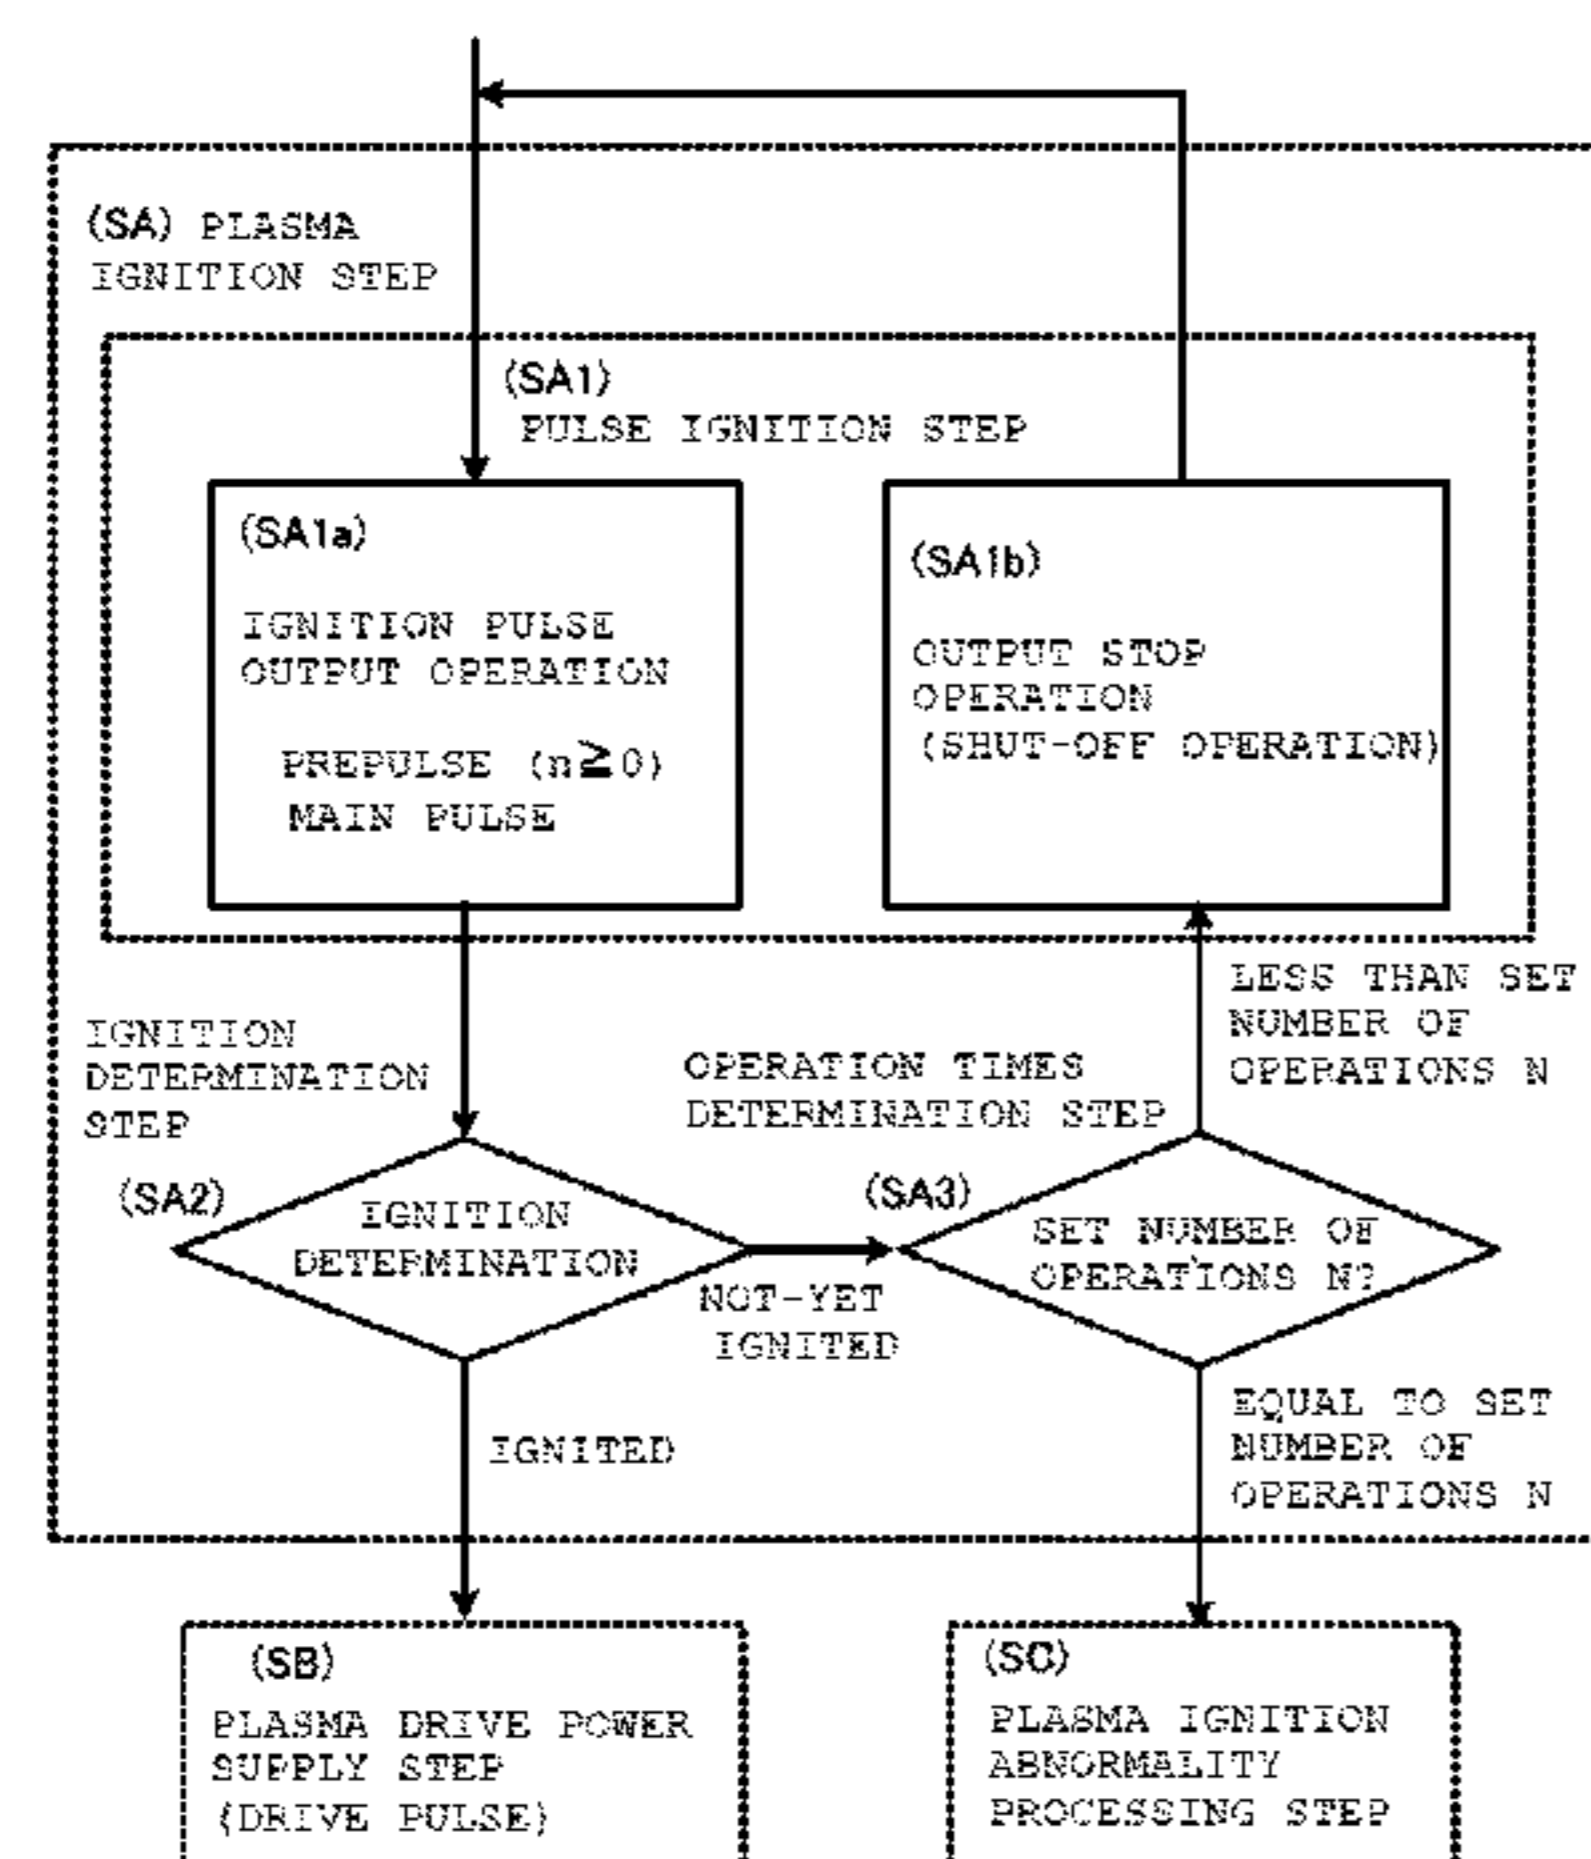 (SA) PLASMA
IGNITION STEP
(SA1)
PULSE IGNITION STEP
(SA1a)
IGNITION PULSE
OUTPUT OPERATION
PREPULSE (n≧0)
MAIN PULSE
(SA1b)
OUTPUT STOP
OPERATION
(SHUT-OFF OPERATION)
IGNITION
DETERMINATION
STEP
(SA2)
IGNITION
DETERMINATION
NOT-YET
IGNITED
IGNITED
OPERATION TIMES
DETERMINATION STEP
(SA3)
SET NUMBER OF
OPERATIONS N?
LESS THAN SET
NUMBER OF
OPERATIONS N
EQUAL TO SET
NUMBER OF
OPERATIONS N
(SB)
PLASMA DRIVE POWER
SUPPLY STEP
(DRIVE PULSE)
(SC)
PLASMA IGNITION
ABNORMALITY
PROCESSING STEP